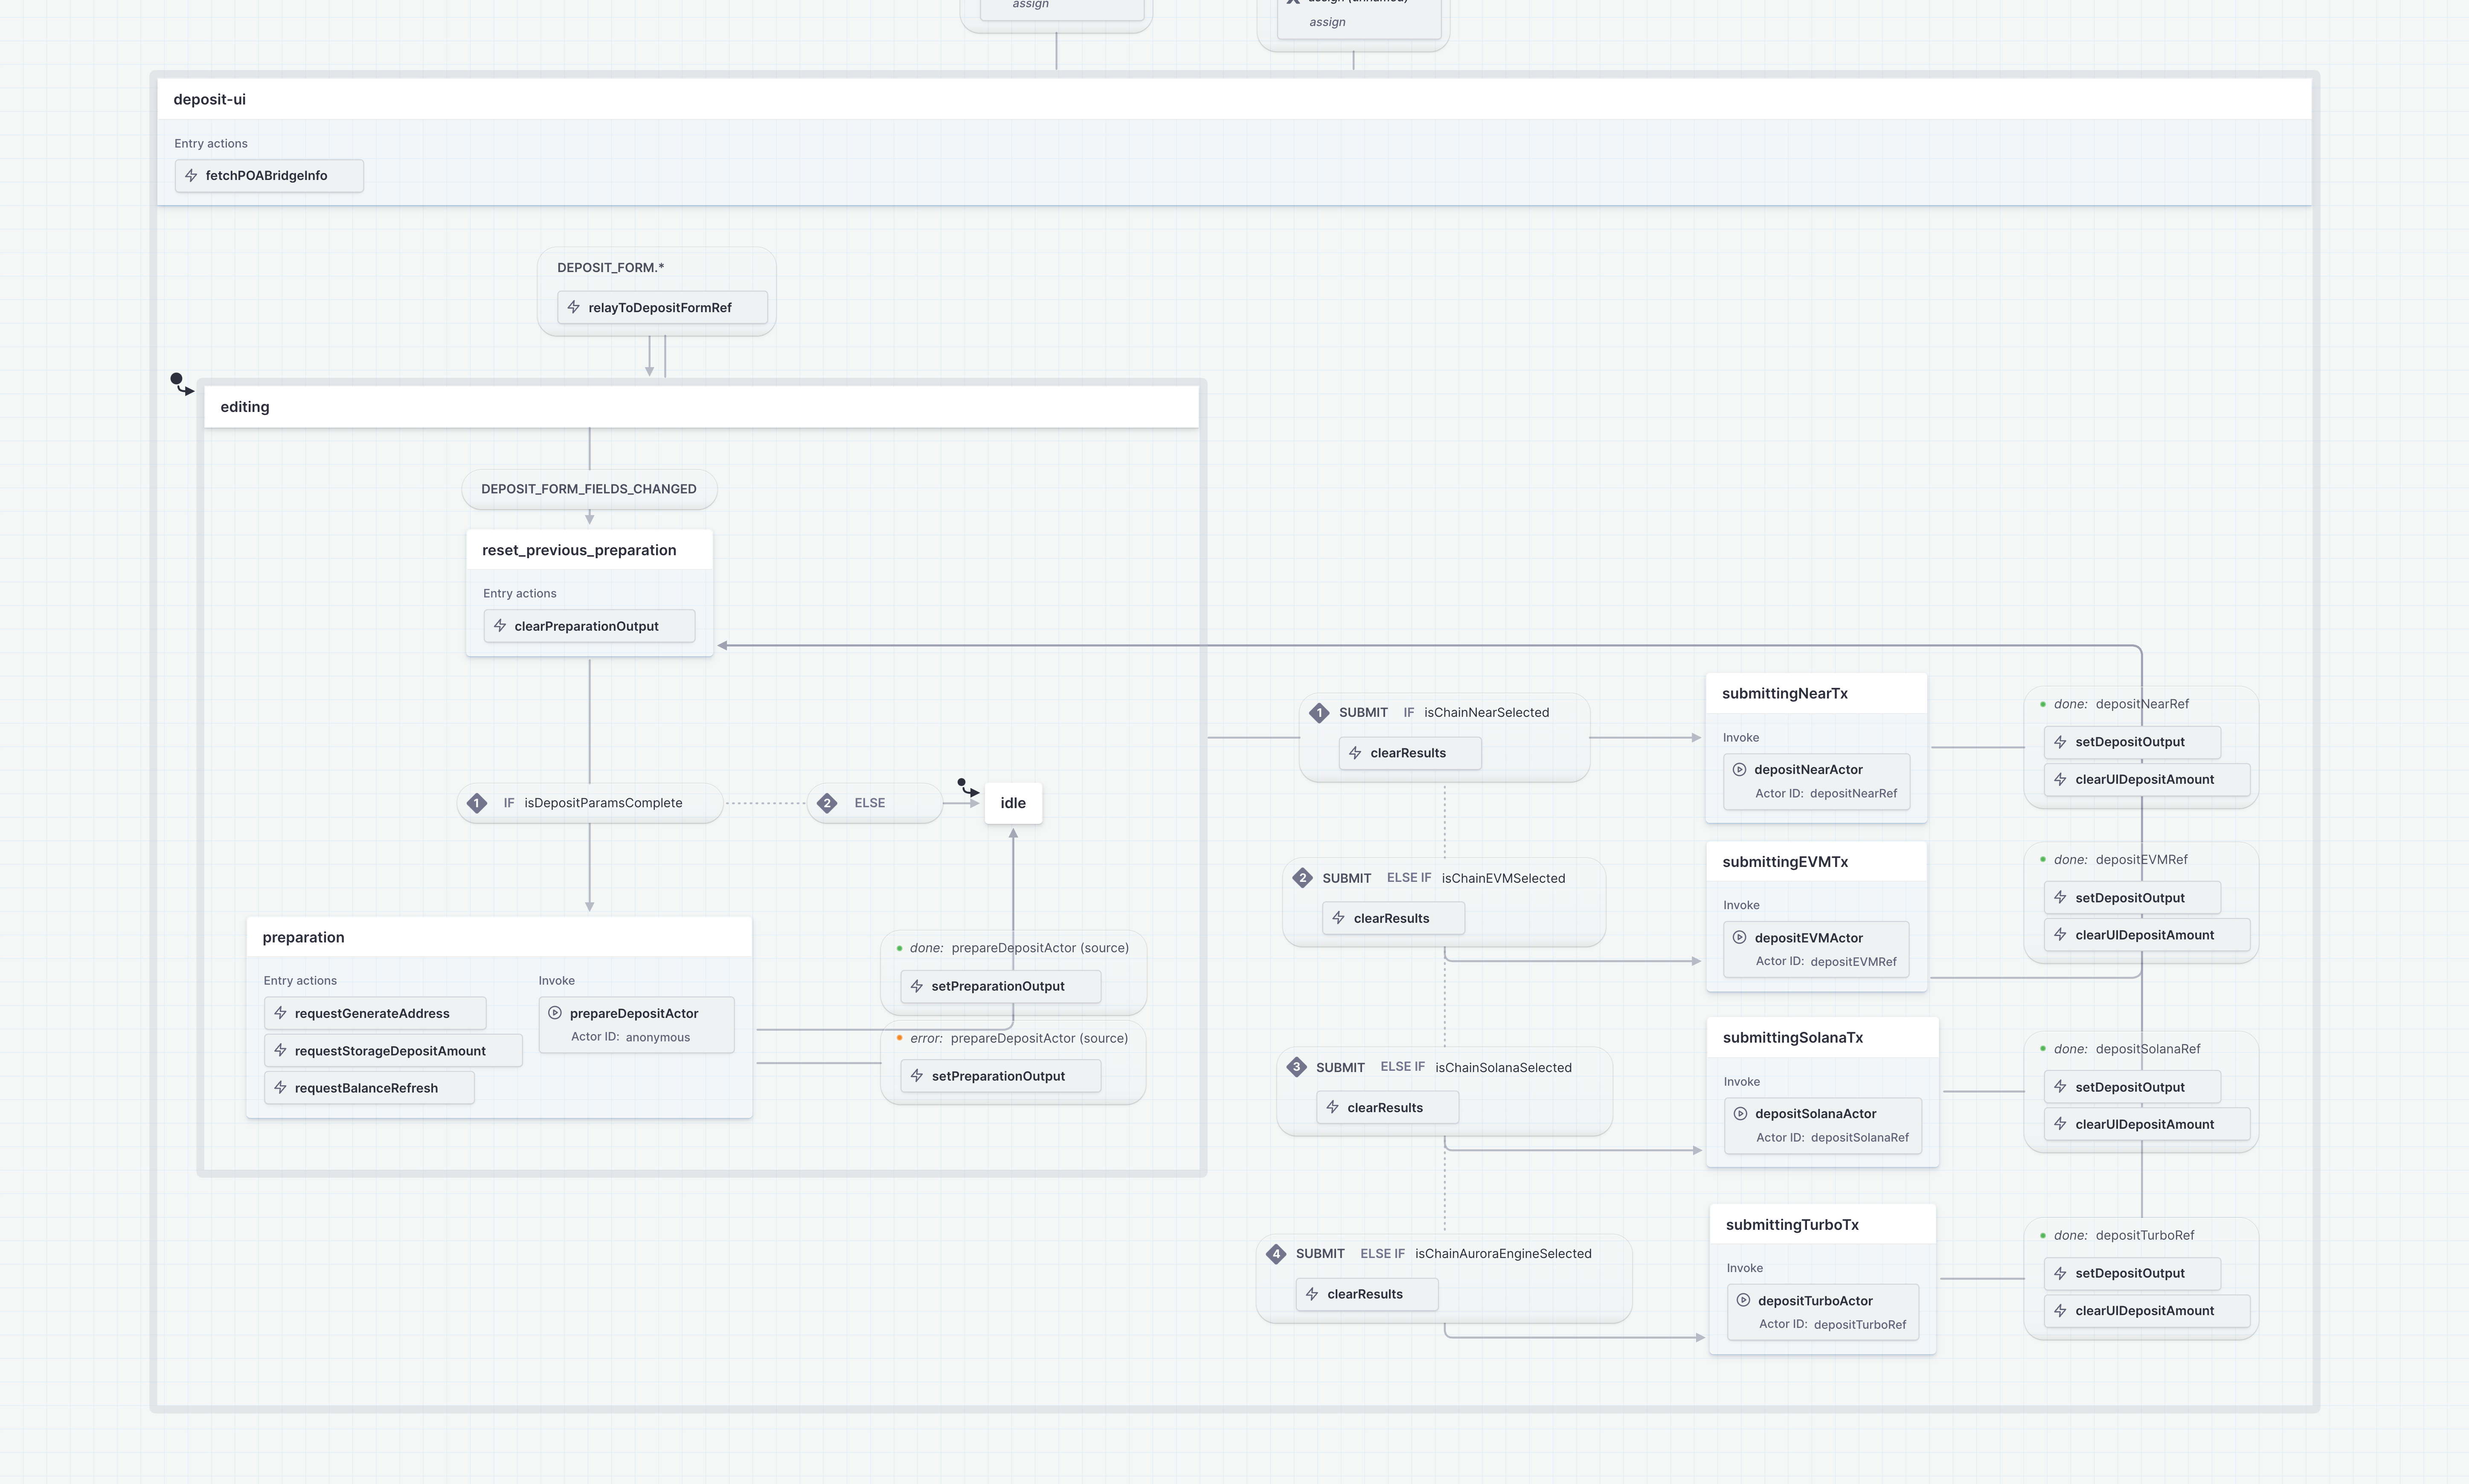 assign
assign (unnamed)
assign
deposit-ui
Entry actions
fetchPOABridgeInfo
DEPOSIT_FORM.*
relayToDepositFormRef
editing
DEPOSIT_FORM_FIELDS_CHANGED
reset_previous_preparation
Entry actions
clearPreparationOutput
1 IF isDepositParamsComplete
2 ELSE
idle
preparation
Entry actions
requestGenerateAddress
requestStorageDepositAmount
requestBalanceRefresh
Invoke
prepareDepositActor
Actor ID: anonymous
done: prepareDepositActor (source)
setPreparationOutput
error: prepareDepositActor (source)
setPreparationOutput
1 SUBMIT IF isChainNearSelected
clearResults
submittingNearTx
Invoke
depositNearActor
Actor ID: depositNearRef
done: depositNearRef
setDepositOutput
clearUIDepositAmount
2 SUBMIT ELSE IF isChainEVMSelected
clearResults
submittingEVMTx
Invoke
depositEVMActor
Actor ID: depositEVMRef
done: depositEVMRef
setDepositOutput
clearUIDepositAmount
3 SUBMIT ELSE IF isChainSolanaSelected
clearResults
submittingSolanaTx
Invoke
depositSolanaActor
Actor ID: depositSolanaRef
done: depositSolanaRef
setDepositOutput
clearUIDepositAmount
4 SUBMIT ELSE IF isChainAuroraEngineSelected
clearResults
submittingTurboTx
Invoke
depositTurboActor
Actor ID: depositTurboRef
done: depositTurboRef
setDepositOutput
clearUIDepositAmount